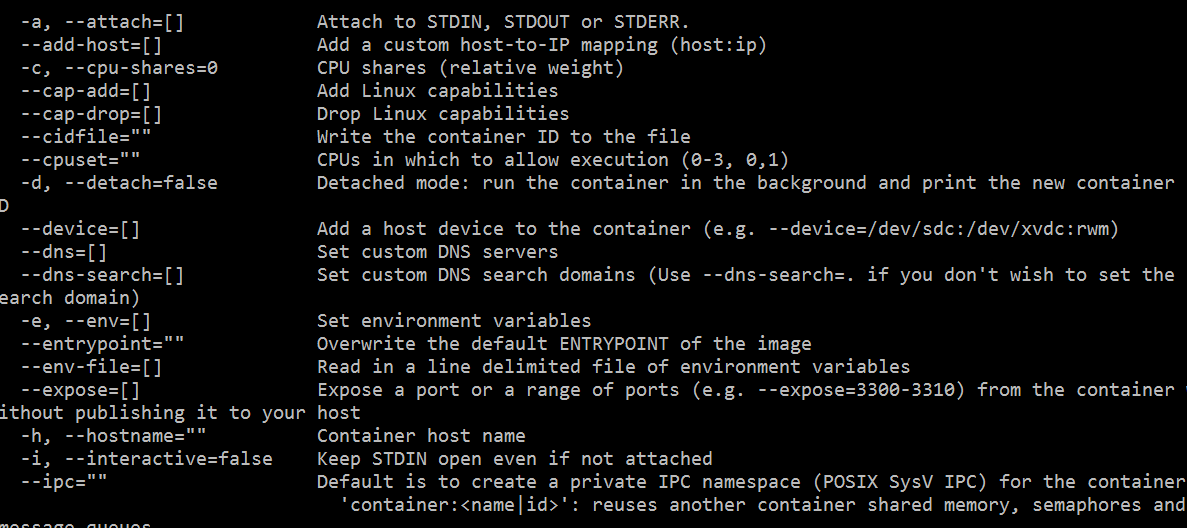 -a, --attach=[]            Attach to STDIN, STDOUT or STDERR.
--add-host=[]              Add a custom host-to-IP mapping (host:ip)
-c, --cpu-shares=0         CPU shares (relative weight)
--cap-add=[]               Add Linux capabilities
--cap-drop=[]              Drop Linux capabilities
--cidfile=""               Write the container ID to the file
--cpuset=""                CPUs in which to allow execution (0-3, 0,1)
-d, --detach=false         Detached mode: run the container in the background and print the new container
D
--device=[]                Add a host device to the container (e.g. --device=/dev/sdc:/dev/xvdc:rwm)
--dns=[]                   Set custom DNS servers
--dns-search=[]            Set custom DNS search domains (Use --dns-search=. if you don't wish to set the
earch domain)
-e, --env=[]               Set environment variables
--entrypoint=""            Overwrite the default ENTRYPOINT of the image
--env-file=[]              Read in a line delimited file of environment variables
--expose=[]                Expose a port or a range of ports (e.g. --expose=3300-3310) from the container
ithout publishing it to your host
-h, --hostname=""          Container host name
-i, --interactive=false    Keep STDIN open even if not attached
--ipc=""                   Default is to create a private IPC namespace (POSIX SysV IPC) for the container
'container:<name|id>': reuses another container shared memory, semaphores and
message queues